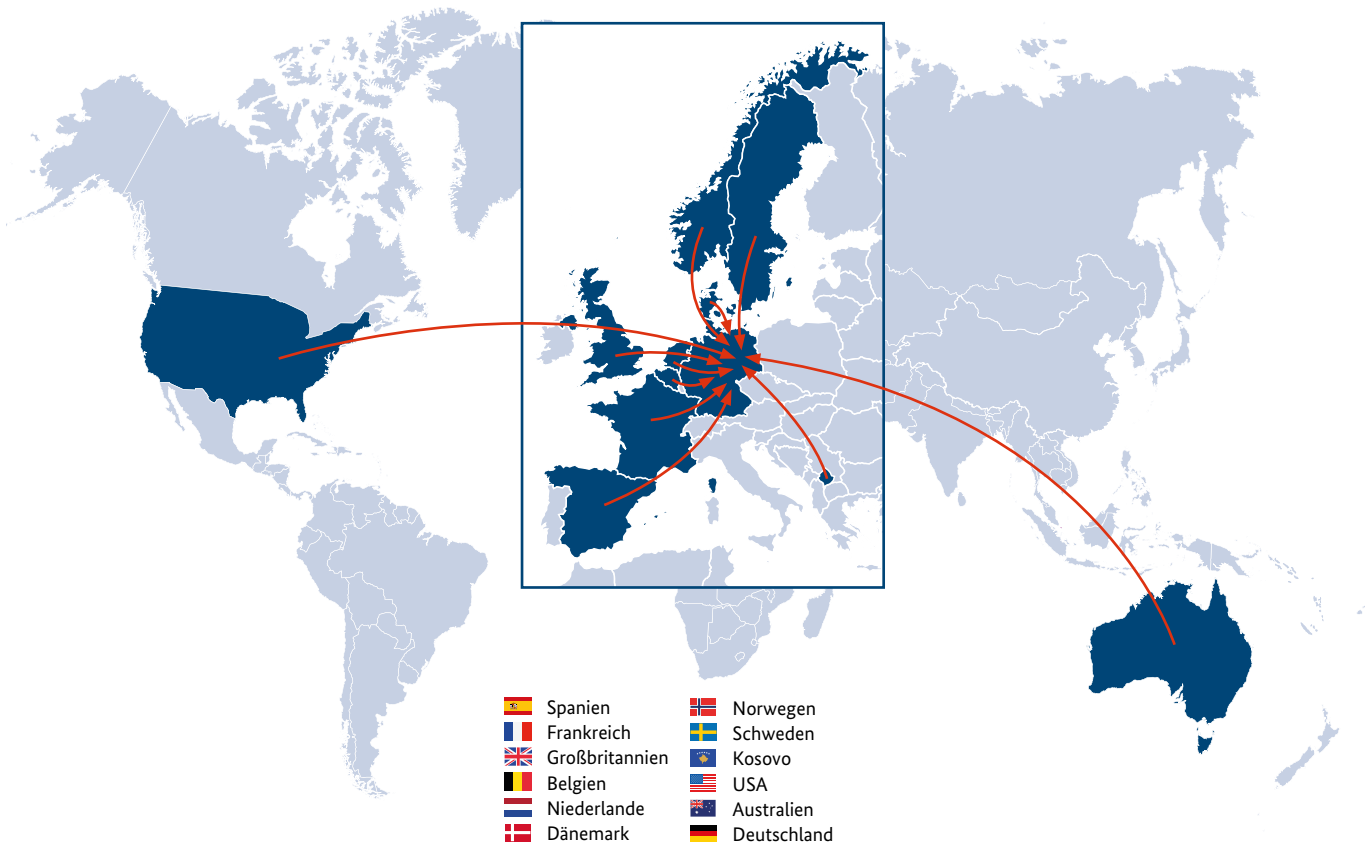 Spanien
Frankreich
Großbritannien
Belgien
Niederlande
Dänemark
Norwegen
Schweden
Kosovo
USA
Australien
Deutschland